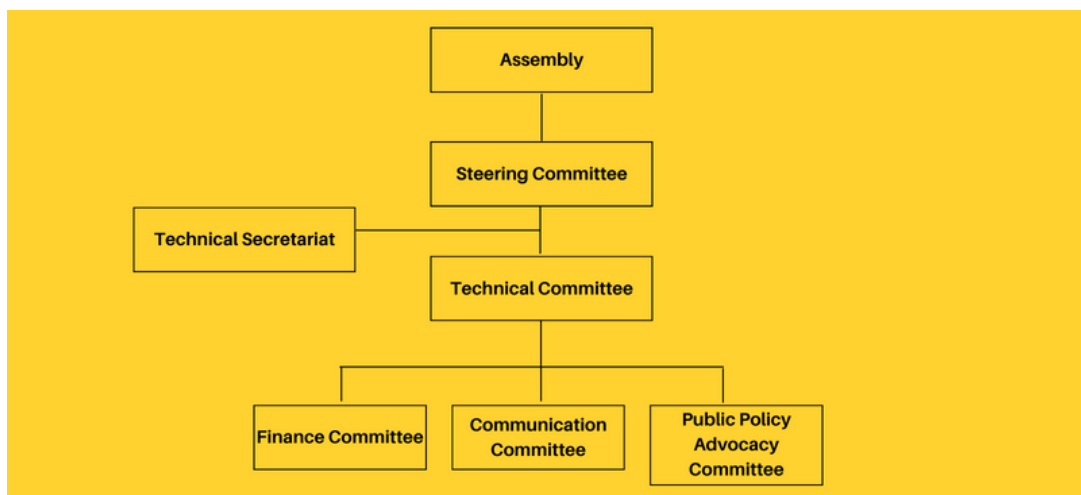 Assembly
Steering Committee
Technical Secretariat
Technical Committee
Finance Committee
Communication
Committee
Public Policy
Advocacy
Committee